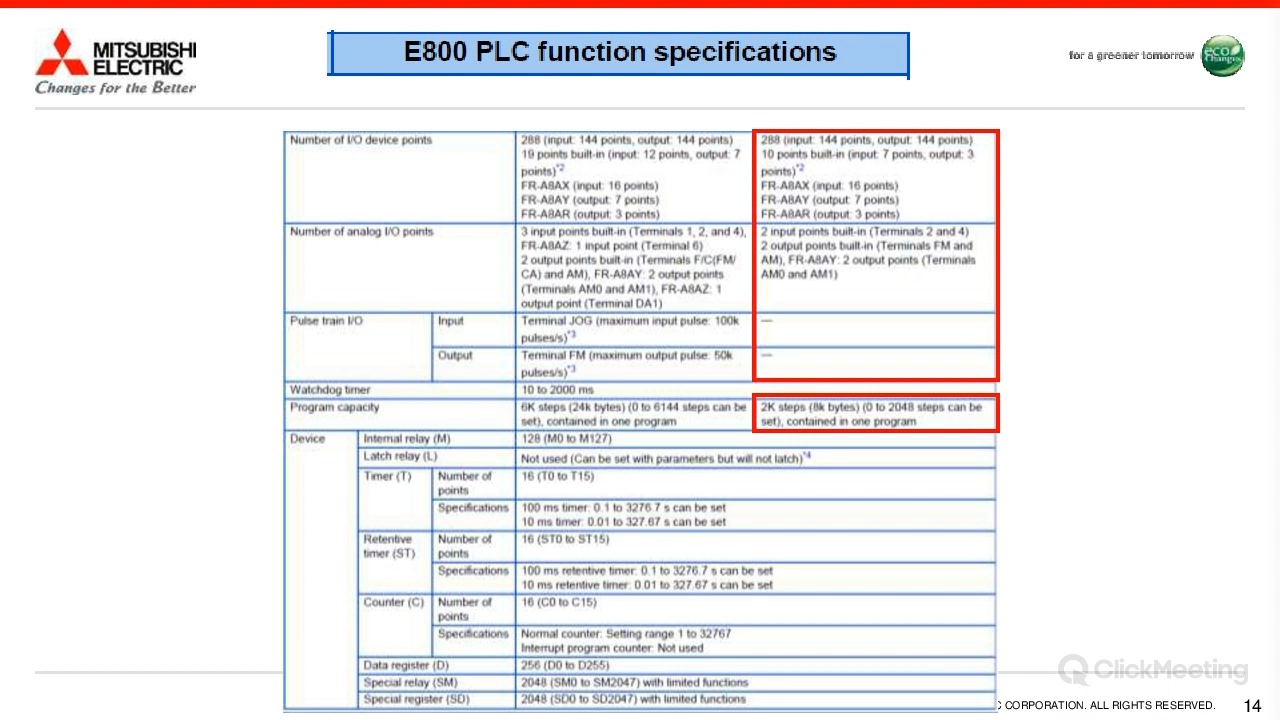 MITSUBISHI
ELECTRIC
Changes for the Better
E800 PLC function specifications
for a greener tomorrow
eco
Changes
Number of I/O device points
288 (input: 144 points, output: 144 points)
19 points built-in (input: 12 points, output: 7
points)*2
FR-A8AX (input: 16 points)
FR-A8AY (output: 7 points)
FR-A8AR (output: 3 points)
288 (input: 144 points, output: 144 points)
10 points built-in (input: 7 points, output: 3
points)*2
FR-A8AX (input: 16 points)
FR-A8AY (output: 7 points)
FR-A8AR (output: 3 points)
Number of analog I/O points
3 input points built-in (Terminals 1, 2, and 4),
FR-A8AZ: 1 input point (Terminal 6)
2 output points built-in (Terminals F/C(FM/
CA) and AM), FR-A8AY: 2 output points
(Terminals AM0 and AM1), FR-A8AZ: 1
output point (Terminal DA1)
2 input points built-in (Terminals 2 and 4)
2 output points built-in (Terminals FM and
AM), FR-A8AY: 2 output points (Terminals
AM0 and AM1)
Pulse train I/O
Input
Terminal JOG (maximum input pulse: 100k
pulses/s)*3
—
Output
Terminal FM (maximum output pulse: 50k
pulses/s)*3
—
Watchdog timer
10 to 2000 ms
Program capacity
6K steps (24k bytes) (0 to 6144 steps can be
set), contained in one program
2K steps (8k bytes) (0 to 2048 steps can be
set), contained in one program
Device
Internal relay (M)
128 (M0 to M127)
Latch relay (L)
Not used (Can be set with parameters but will not latch)*4
Timer (T)
Number of
points
16 (T0 to T15)
Specifications
100 ms timer: 0.1 to 3276.7 s can be set
10 ms timer: 0.01 to 327.67 s can be set
Retentive
timer (ST)
Number of
points
16 (ST0 to ST15)
Specifications
100 ms retentive timer: 0.1 to 3276.7 s can be set
10 ms retentive timer: 0.01 to 327.67 s can be set
Counter (C)
Number of
points
16 (C0 to C15)
Specifications
Normal counter: Setting range 1 to 32767
Interrupt program counter: Not used
Data register (D)
256 (D0 to D255)
Special relay (SM)
2048 (SM0 to SM2047) with limited functions
Special register (SD)
2048 (SD0 to SD2047) with limited functions
ClickMeeting
C CORPORATION. ALL RIGHTS RESERVED.
14